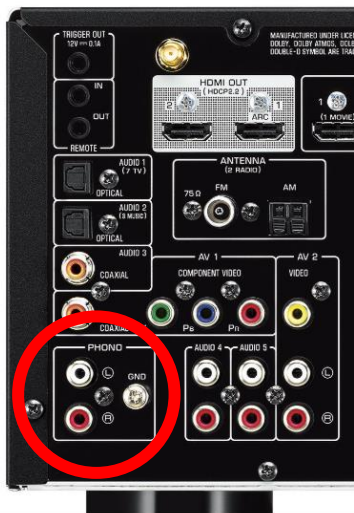 TRIGGER OUT
12V 0.1A
MANUFACTURED UNDER LICE
DOLBY, DOLBY ATMOS, DOLB
DOUBLE-D SYMBOL ARE TRA
IN
OUT
REMOTE
HDMI OUT
(HDCP2.2)
2
1
ARC
1
(1 MOVIE)
AUDIO 1
(7 TV)
OPTICAL
ANTENNA
(2 RADIO)
75Ω
FM
AM
AUDIO 2
(3 MUSIC)
OPTICAL
AUDIO 3
COAXIAL
AV 1
AV 2
COMPONENT VIDEO
VIDEO
COAXIAL
PB
PR
PHONO
AUDIO 4
AUDIO 5
L
GND
L
R
R